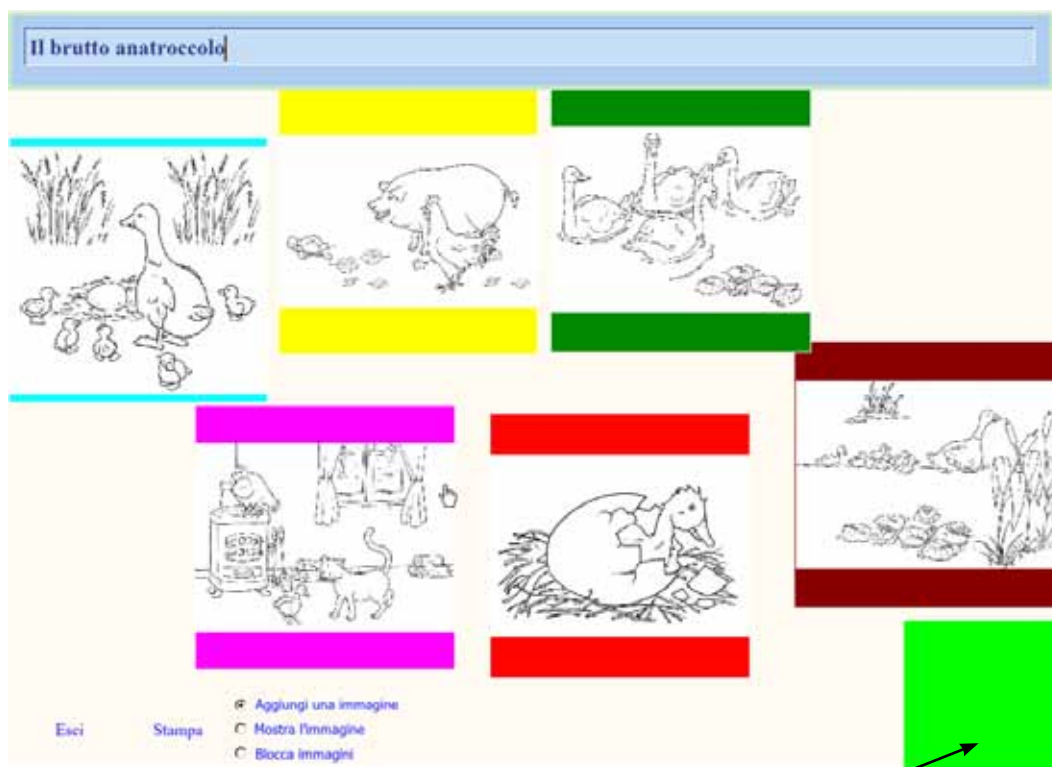 Il brutto anatroccolo
Aggiungi una immagine
Esci Stampa Mostra l'immagine
Blocca immagini